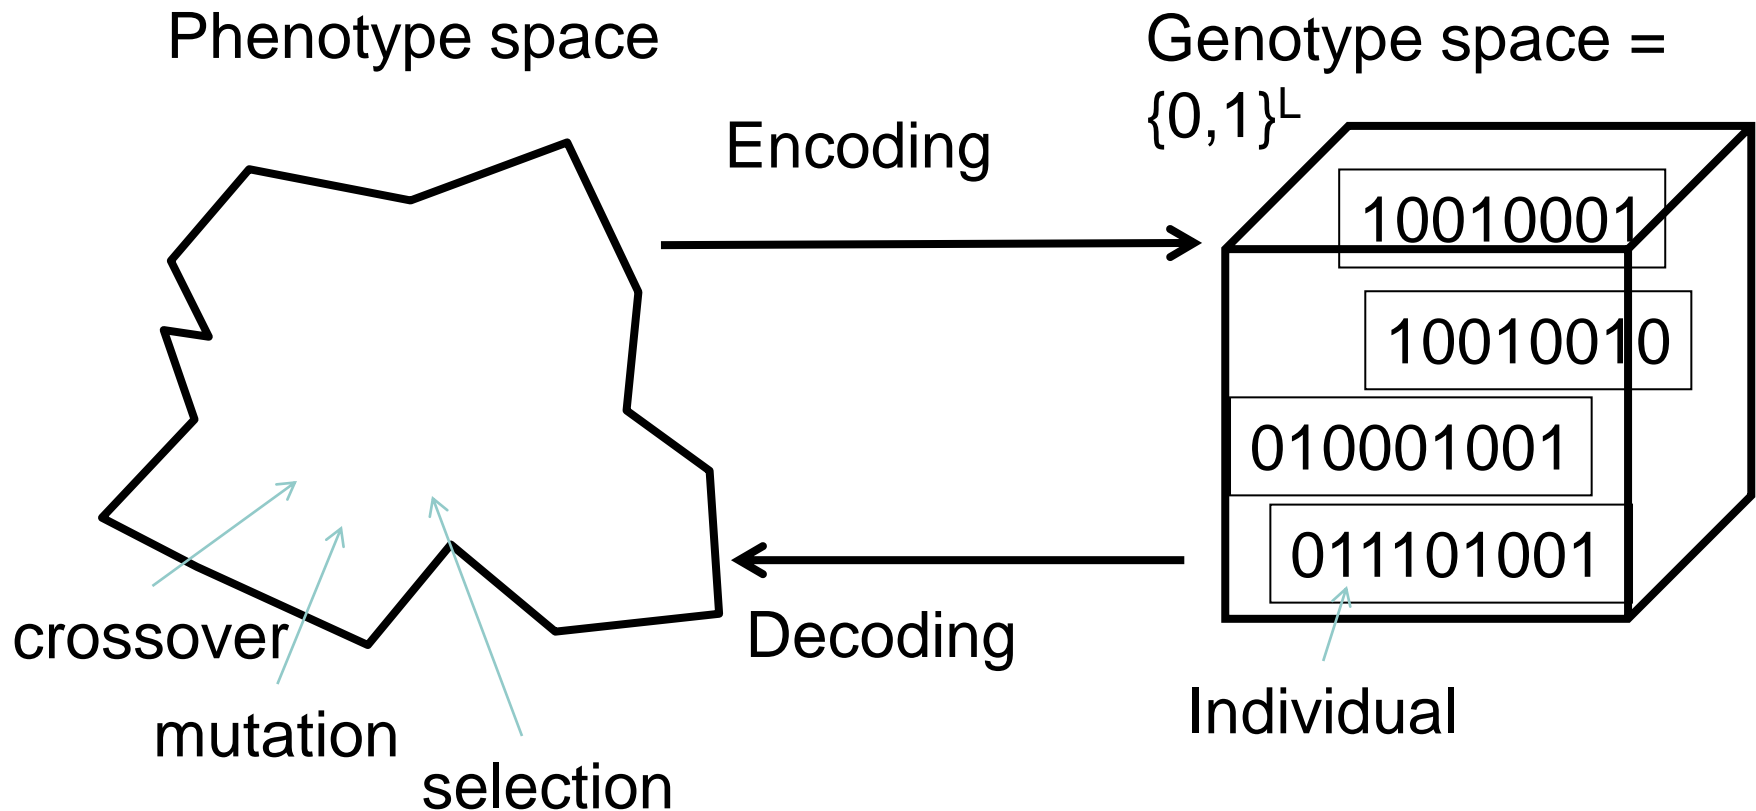 Phenotype space
Genotype space =
{0,1}ᴸ
Encoding
10010001
10010010
010001001
011101001
Decoding
crossover
mutation
selection
Individual